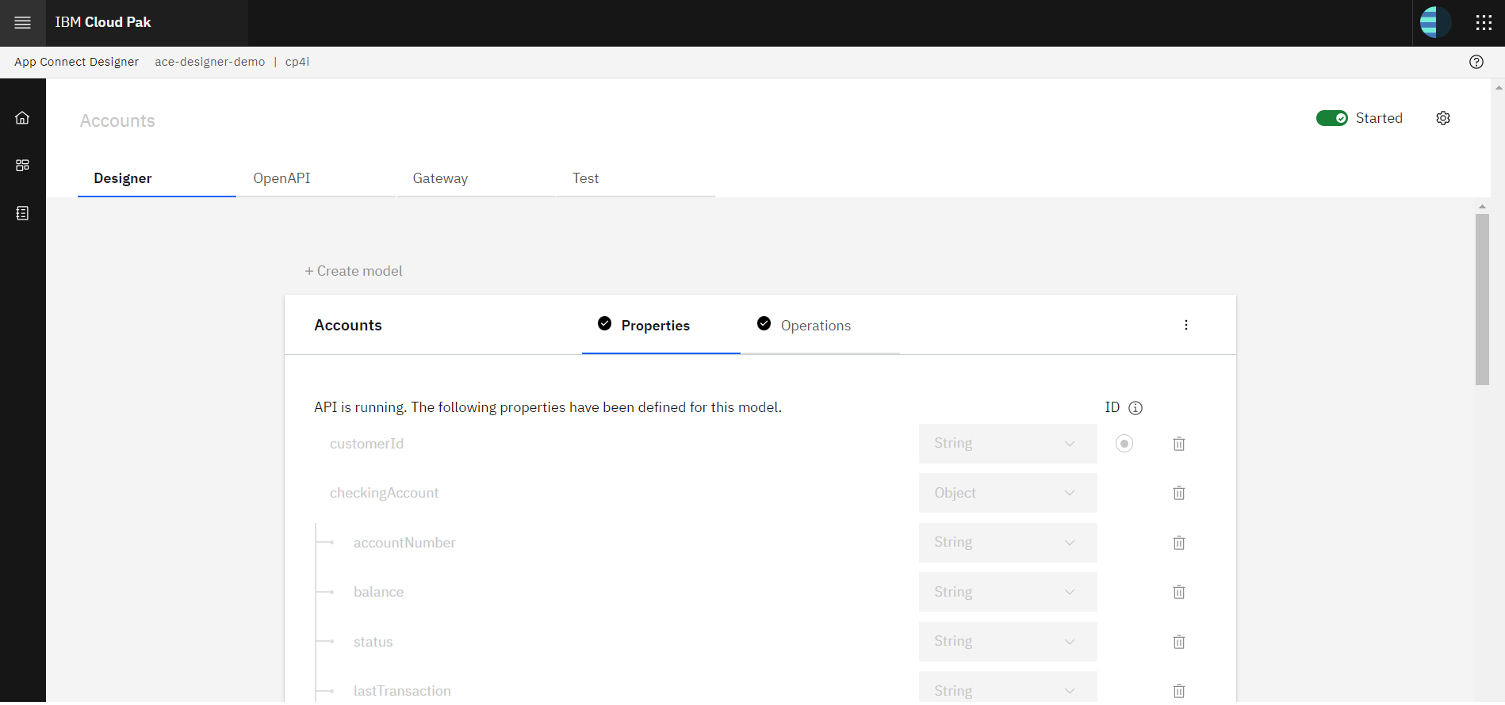 IBM Cloud Pak
App Connect Designer ace-designer-demo | cp4i
Accounts
Started
Designer OpenAPI Gateway Test
+ Create model
Accounts Properties Operations
API is running. The following properties have been defined for this model. ID
customerId String
checkingAccount Object
accountNumber String
balance String
status String
lastTransaction String